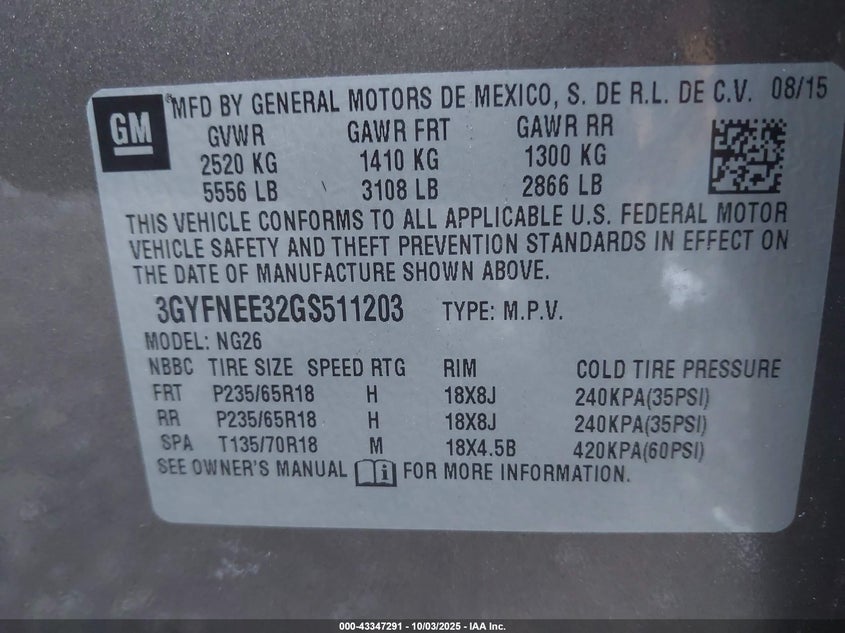 GM
®MFD BY GENERAL MOTORS DE MEXICO, S. DE R.L. DE C.V. 08/15
GVWR GAWR FRT GAWR RR
2520 KG 1410 KG 1300 KG
5556 LB 3108 LB 2866 LB
THIS VEHICLE CONFORMS TO ALL APPLICABLE U.S. FEDERAL MOTOR
VEHICLE SAFETY AND THEFT PREVENTION STANDARDS IN EFFECT ON
THE DATE OF MANUFACTURE SHOWN ABOVE.
3GYFNEE32GS511203 TYPE: M.P.V.
MODEL: NG26
NBBC TIRE SIZE SPEED RTG RIM COLD TIRE PRESSURE
FRT P235/65R18 H 18X8J 240KPA(35PSI)
RR P235/65R18 H 18X8J 240KPA(35PSI)
SPA T135/70R18 M 18X4.5B 420KPA(60PSI)
SEE OWNER'S MANUAL i FOR MORE INFORMATION.
000-43347291 - 10/03/2025 - IAA Inc.